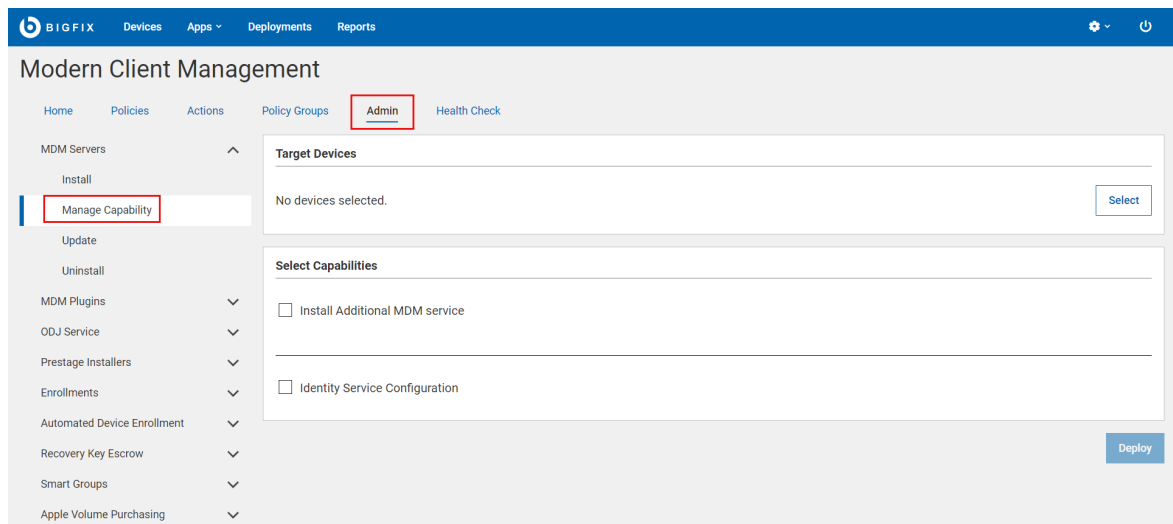 BIGFIX Devices Apps Deployments Reports
Modern Client Management
Home Policies Actions Policy Groups Admin Health Check
MDM Servers
Install
Manage Capability
Update
Uninstall
MDM Plugins
ODJ Service
Prestage Installers
Enrollments
Automated Device Enrollment
Recovery Key Escrow
Smart Groups
Apple Volume Purchasing
Target Devices
No devices selected. Select
Select Capabilities
Install Additional MDM service
Identity Service Configuration
Deploy